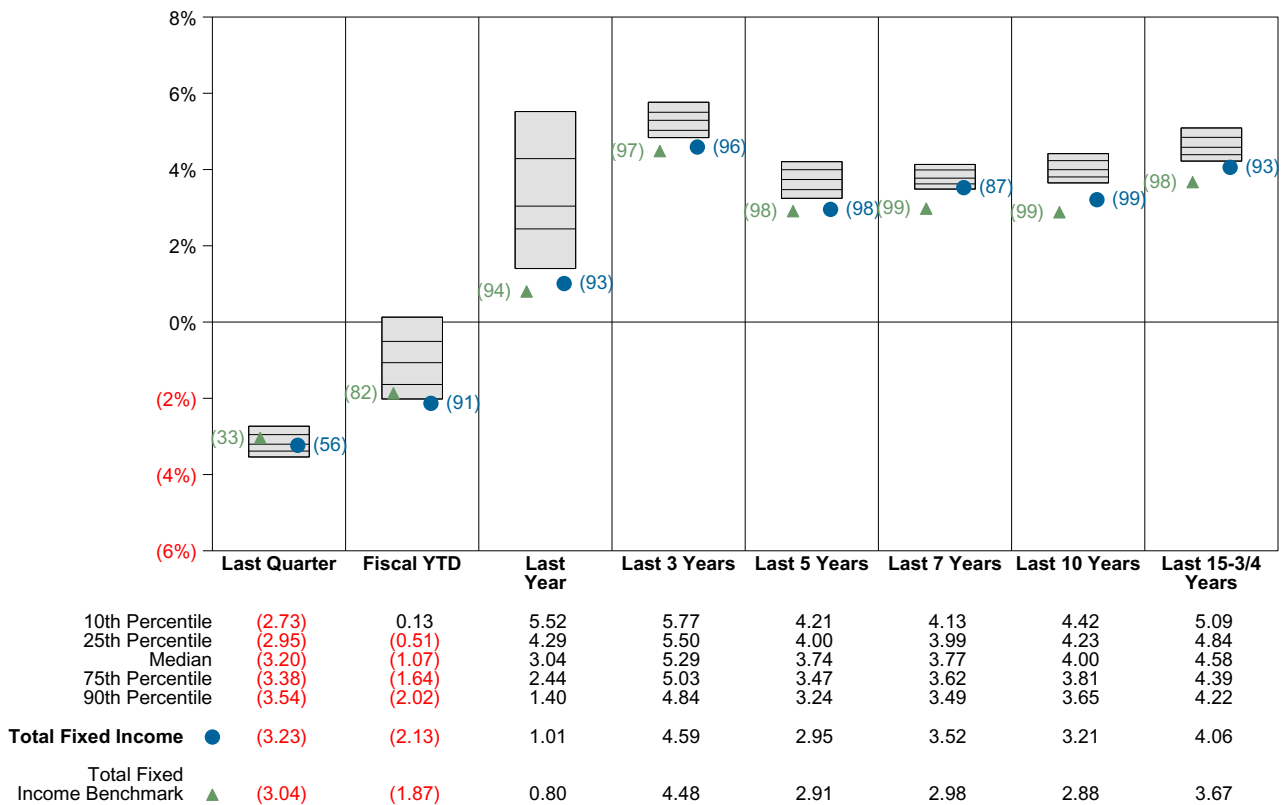 8%
6%
4%
2%
0%
(2%)
(4%)
(6%)
(33) (56)
(82) (91)
(94) (93)
(97) (96)
(98) (98)
(99) (87)
(99) (99)
(98) (93)
Last Quarter Fiscal YTD Last Year Last 3 Years Last 5 Years Last 7 Years Last 10 Years Last 15-3/4 Years
10th Percentile (2.73) 0.13 5.52 5.77 4.21 4.13 4.42 5.09
25th Percentile (2.95) (0.51) 4.29 5.50 4.00 3.99 4.23 4.84
Median (3.20) (1.07) 3.04 5.29 3.74 3.77 4.00 4.58
75th Percentile (3.38) (1.64) 2.44 5.03 3.47 3.62 3.81 4.39
90th Percentile (3.54) (2.02) 1.40 4.84 3.24 3.49 3.65 4.22
Total Fixed Income (3.23) (2.13) 1.01 4.59 2.95 3.52 3.21 4.06
Total Fixed
Income Benchmark (3.04) (1.87) 0.80 4.48 2.91 2.98 2.88 3.67